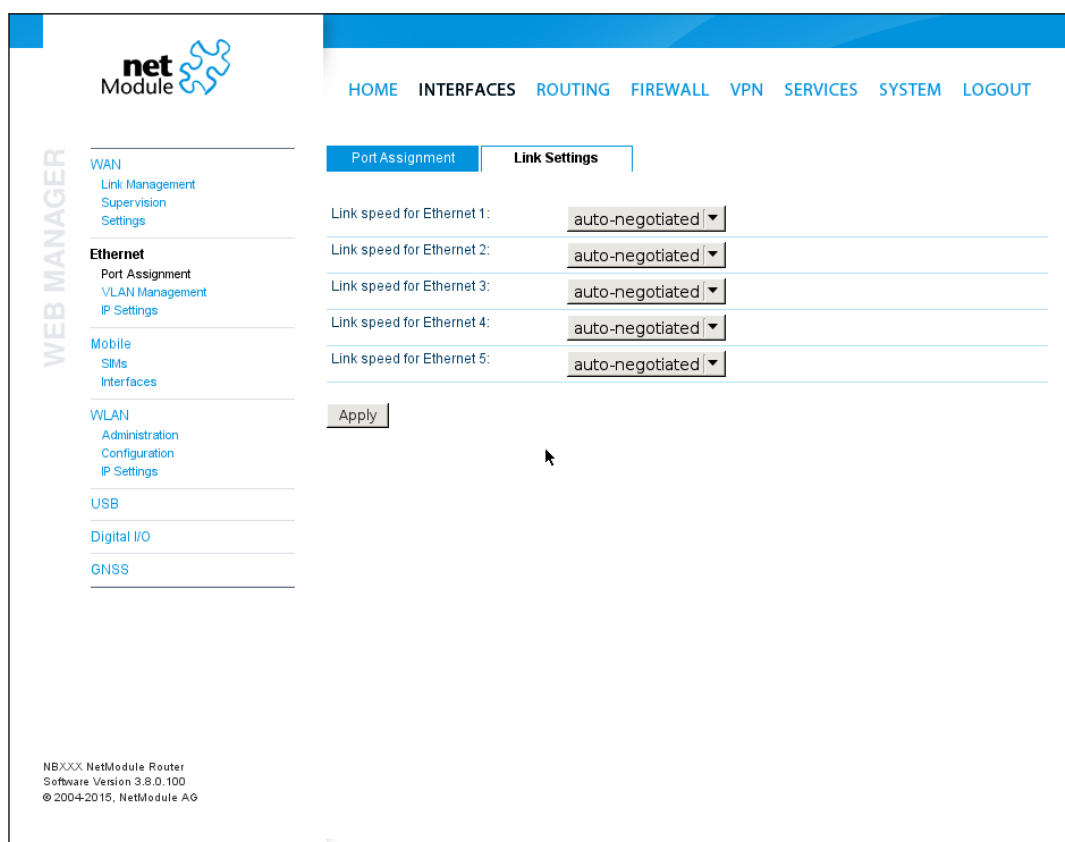 net
Module
HOME INTERFACES ROUTING FIREWALL VPN SERVICES SYSTEM LOGOUT
WEB MANAGER
WAN
Link Management
Supervision
Settings
Ethernet
Port Assignment
VLAN Management
IP Settings
Mobile
SIMs
Interfaces
WLAN
Administration
Configuration
IP Settings
USB
Digital I/O
GNSS
Port Assignment Link Settings
Link speed for Ethernet 1: auto-negotiated
Link speed for Ethernet 2: auto-negotiated
Link speed for Ethernet 3: auto-negotiated
Link speed for Ethernet 4: auto-negotiated
Link speed for Ethernet 5: auto-negotiated
Apply
NBXXX NetModule Router
Software Version 3.8.0.100
© 2004-2015, NetModule AG